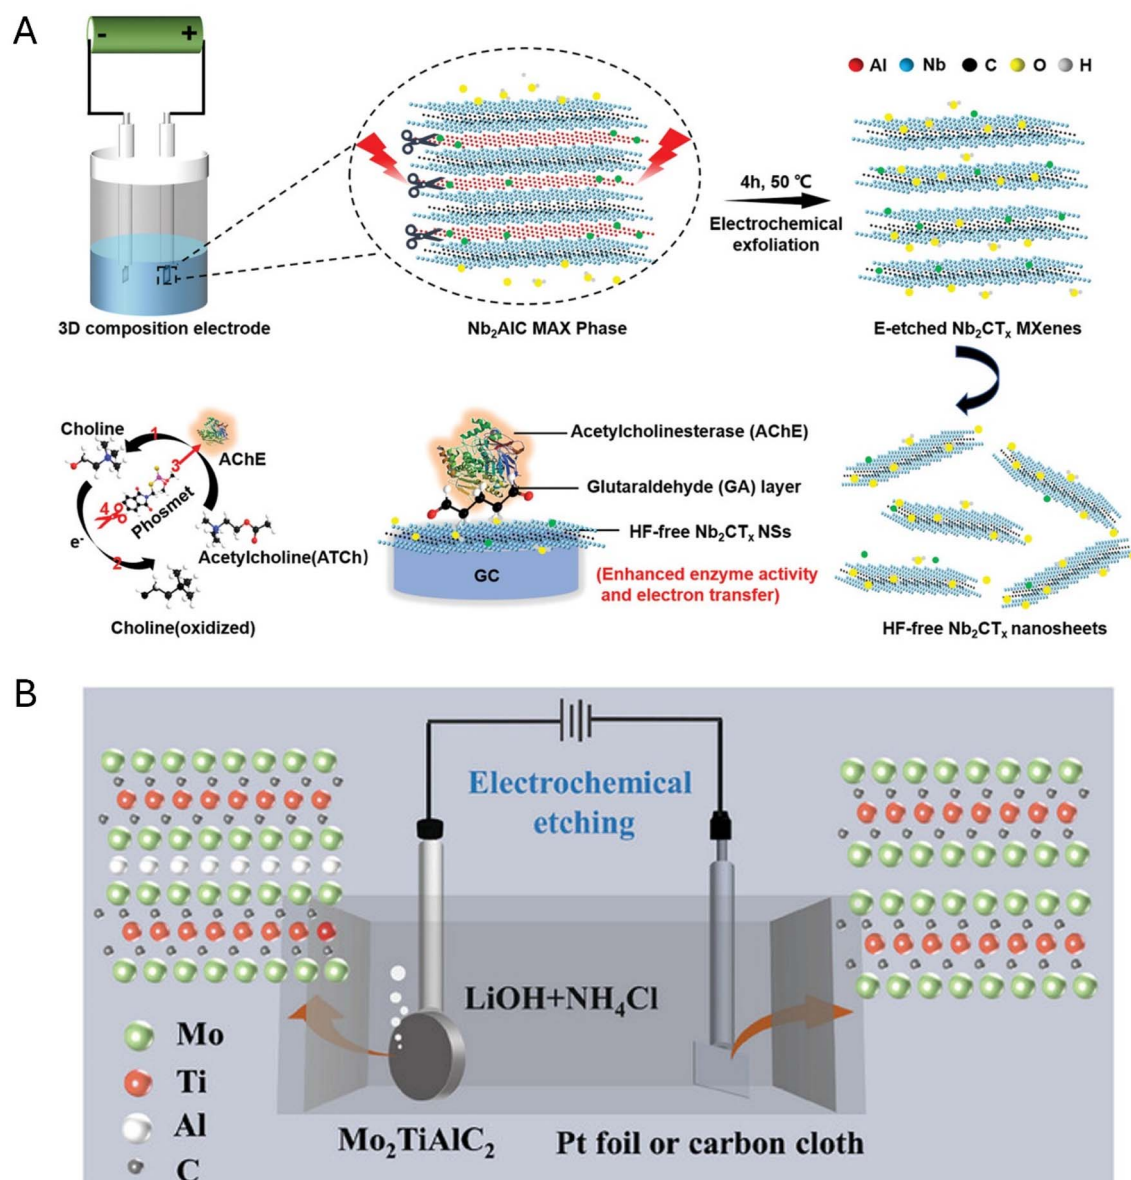 A
- +
Al Nb C O H
4h, 50 ℃
Electrochemical
exfoliation
3D composition electrode
Nb₂AlC MAX Phase
E-etched Nb₂CTₓ MXenes
Choline
1
AChE
3
Phosmet
4
e⁻
2
Acetylcholine(ATCh)
Choline(oxidized)
Acetylcholinesterase (AChE)
Glutaraldehyde (GA) layer
HF-free Nb₂CTₓ NSs
GC
(Enhanced enzyme activity
and electron transfer)
HF-free Nb₂CTₓ nanosheets
B
Electrochemical
etching
LiOH+NH₄Cl
Mo
Ti
Al
C
Mo₂TiAlC₂
Pt foil or carbon cloth